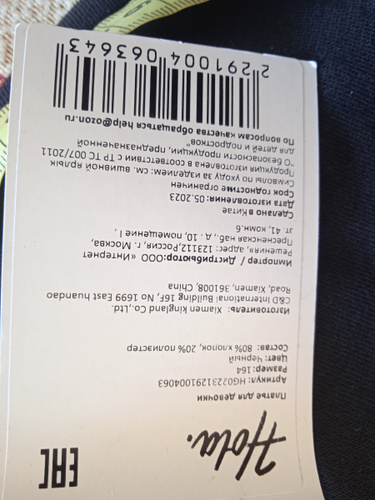 Hola.
EAC
Платье для девочки
Артикул: HG02231291004063
Размер:164
Цвет: Черный
Состав: 80% хлопок, 20% полиэстер
Изготовитель: Xiamen kingland Co.,Ltd.,
C&D International Building 16F, No 1699 East huandao
Road, Xiamen, 361008, China
Импортер / Дистрибьютор:ООО «Интернет
Решения», адрес: 123112,Россия,г. Москва,
Пресненская наб., д . 10, помещение I ,
эт. 41, комн.6
Сделано в Китае
Дата изготовления: 05.2023
Срок годности:не ограничен
Символы по уходу за изделием: см. вшивной ярлык
Продукция изготовлена в соответствии с ТР ТС 007/2011
"О безопасности продукции, предназначенной
для детей и подростков"
По вопросам качества обращаться help@ozon.ru
2 291004 063643